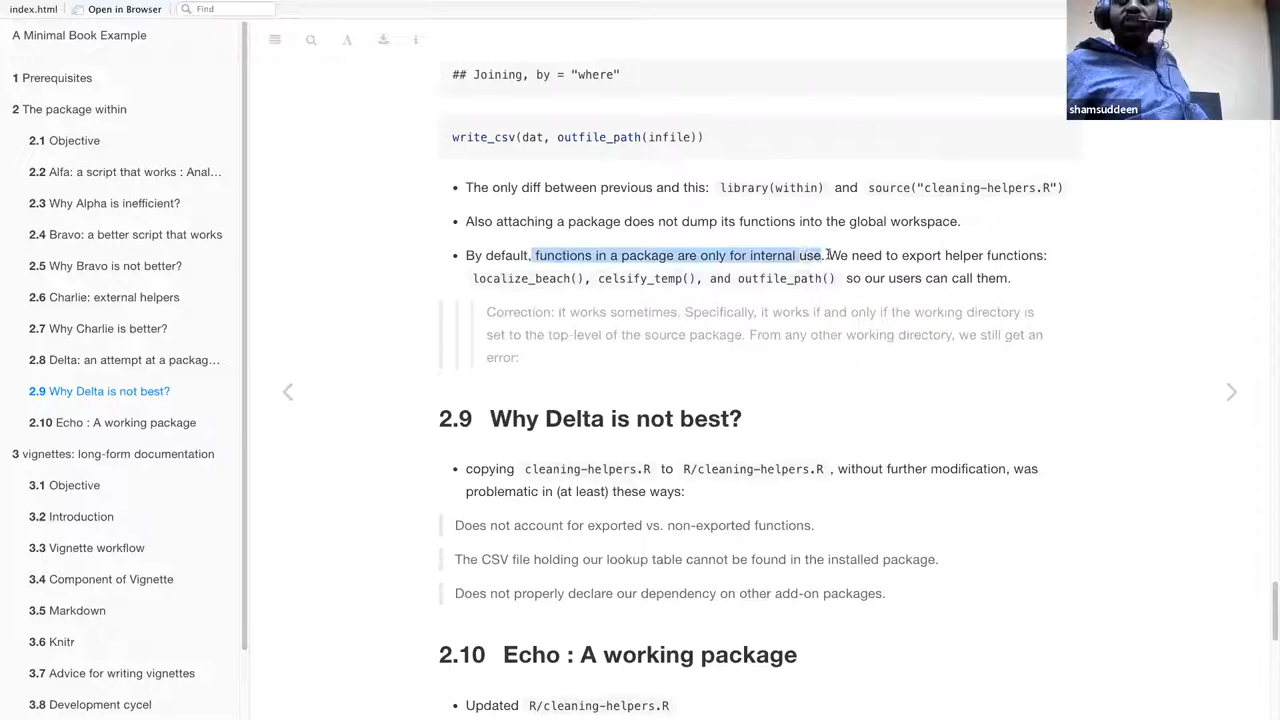 index.html Open in Browser Find
A Minimal Book Example
1 Prerequisites
2 The package within
2.1 Objective
2.2 Alfa: a script that works : Anal…
2.3 Why Alpha is inefficient?
2.4 Bravo: a better script that works
2.5 Why Bravo is not better?
2.6 Charlie: external helpers
2.7 Why Charlie is better?
2.8 Delta: an attempt at a packag…
2.9 Why Delta is not best?
2.10 Echo : A working package
3 vignettes: long-form documentation
3.1 Objective
3.2 Introduction
3.3 Vignette workflow
3.4 Component of Vignette
3.5 Markdown
3.6 Knitr
3.7 Advice for writing vignettes
3.8 Development cycel
## Joining, by = "where"
write_csv(dat, outfile_path(infile))
• The only diff between previous and this: library(within) and source("cleaning-helpers.R")
• Also attaching a package does not dump its functions into the global workspace.
• By default, functions in a package are only for internal use. We need to export helper functions:
localize_beach(), celsify_temp(), and outfile_path() so our users can call them.
Correction: it works sometimes. Specifically, it works if and only if the working directory is
set to the top-level of the source package. From any other working directory, we still get an
error:
2.9 Why Delta is not best?
• copying cleaning-helpers.R to R/cleaning-helpers.R , without further modification, was
problematic in (at least) these ways:
Does not account for exported vs. non-exported functions.
The CSV file holding our lookup table cannot be found in the installed package.
Does not properly declare our dependency on other add-on packages.
2.10 Echo : A working package
• Updated R/cleaning-helpers.R
shamsuddeen